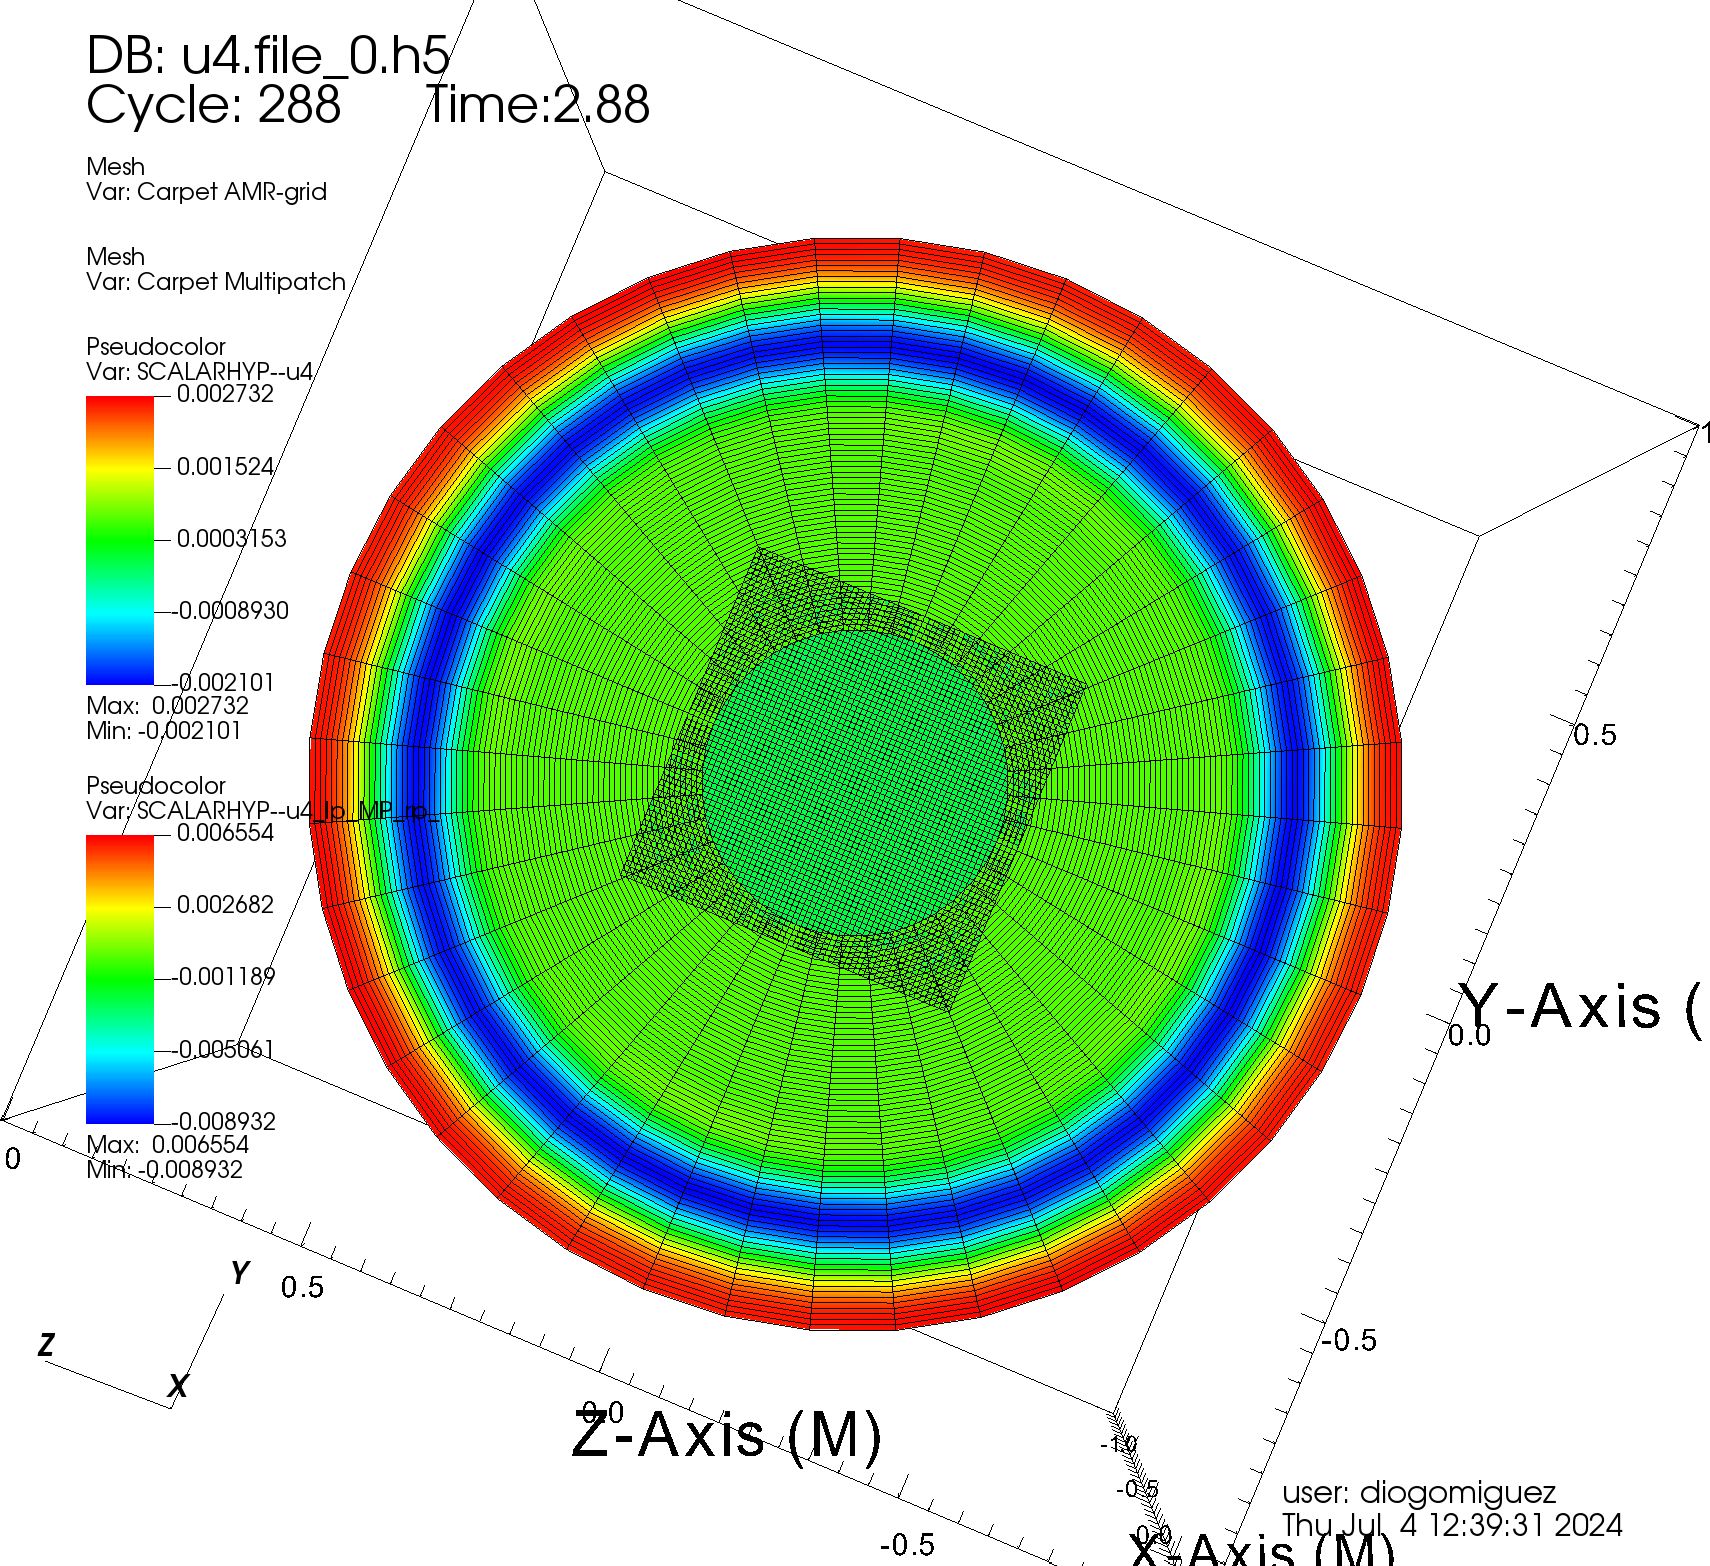 DB: u4.file_0.h5
Cycle: 288 Time:2.88
Mesh
Var: Carpet AMR-grid
Mesh
Var: Carpet Multipatch
Pseudocolor
Var: SCALARHYP--u4
0.002732
0.001524
0.0003153
-0.0008930
-0.002101
Max: 0.002732
Min: -0.002101
Pseudocolor
Var: SCALARHYP--u4_lp_MP_rp_
0.006554
0.002682
-0.001189
-0.005061
-0.008932
Max: 0.006554
Min: -0.008932
1
0.5
Y-Axis (
0.0
-0.5
0
0.5
0.0
Z-Axis (M)
-0.5
Y
Z
X
-1.0
-0.5
0.0
X-Axis (M)
user: diogomiguez
Thu Jul 4 12:39:31 2024